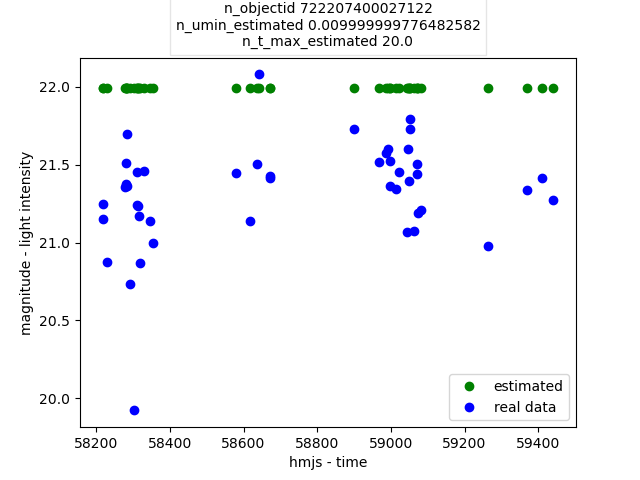 n_objectid 722207400027122
n_umin_estimated 0.009999999776482582
n_t_max_estimated 20.0
22.0
21.5
21.0
20.5
20.0
magnitude - light intensity
estimated
real data
58200 58400 58600 58800 59000 59200 59400
hmjs - time